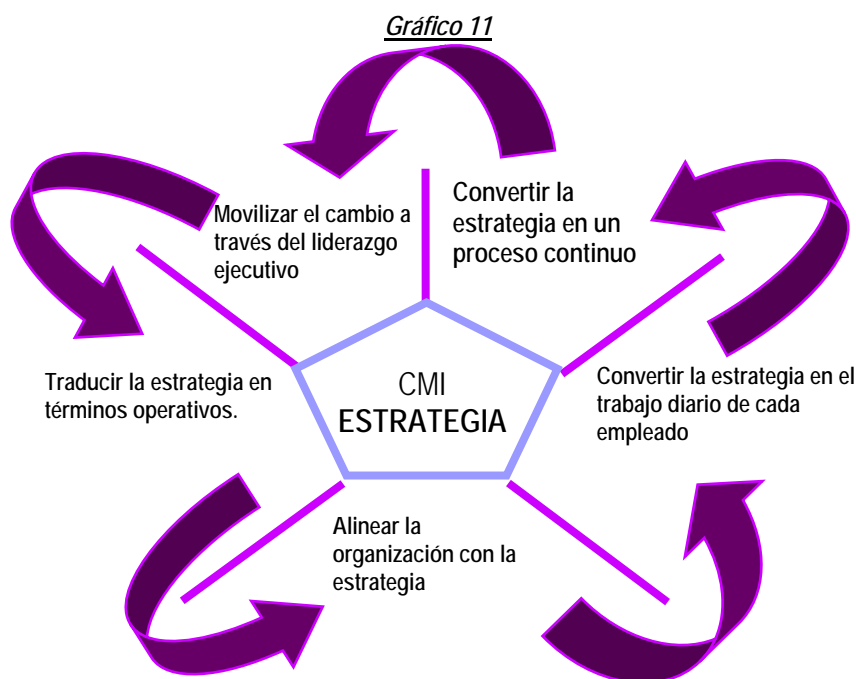 Gráfico 11
Movilizar el cambio a
través del liderazgo
ejecutivo
Convertir la
estrategia en un
proceso continuo
Traducir la estrategia en
términos operativos.
CMI
ESTRATEGIA
Convertir la estrategia en el
trabajo diario de cada
empleado
Alinear la
organización con la
estrategia